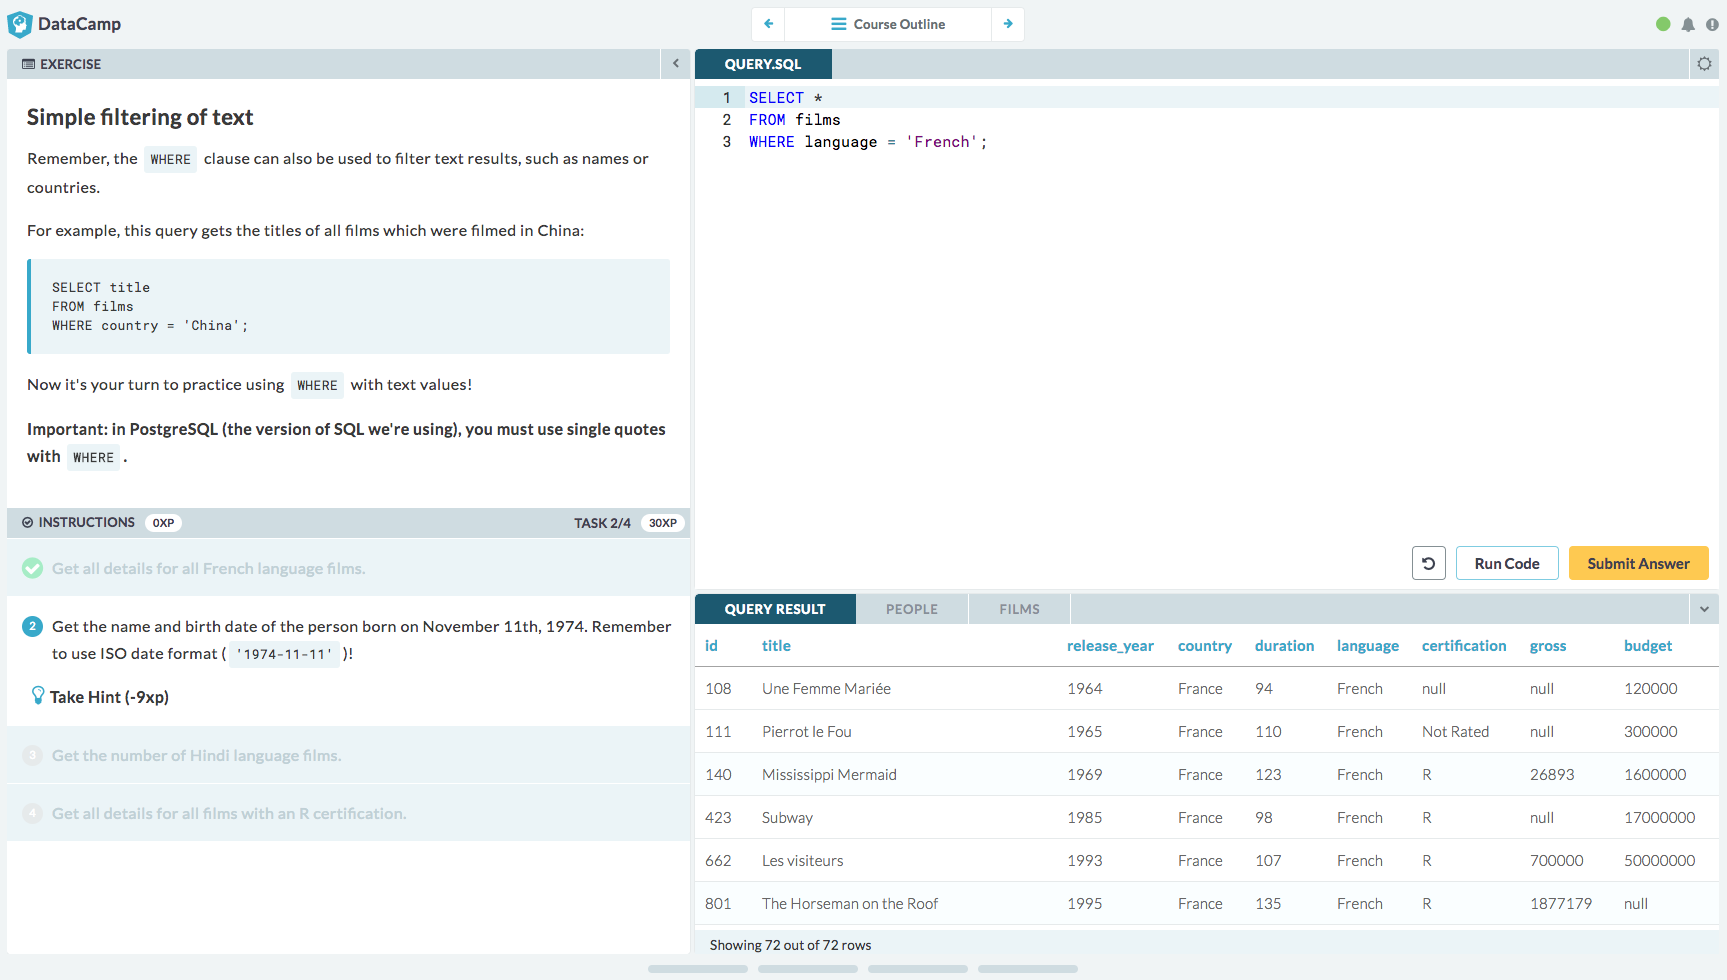 DataCamp
Course Outline
EXERCISE
Simple filtering of text
Remember, the WHERE clause can also be used to filter text results, such as names or
countries.
For example, this query gets the titles of all films which were filmed in China:
SELECT title
FROM films
WHERE country = 'China';
Now it's your turn to practice using WHERE with text values!
Important: in PostgreSQL (the version of SQL we're using), you must use single quotes
with WHERE .
INSTRUCTIONS 0XP TASK 2/4 30XP
Get all details for all French language films.
2 Get the name and birth date of the person born on November 11th, 1974. Remember
to use ISO date format ( '1974-11-11' )!
Take Hint (-9xp)
3 Get the number of Hindi language films.
4 Get all details for all films with an R certification.
QUERY.SQL
1 SELECT *
2 FROM films
3 WHERE language = 'French';
Run Code Submit Answer
QUERY RESULT PEOPLE FILMS
id title release_year country duration language certification gross budget
108 Une Femme Mariée 1964 France 94 French null null 120000
111 Pierrot le Fou 1965 France 110 French Not Rated null 300000
140 Mississippi Mermaid 1969 France 123 French R 26893 1600000
423 Subway 1985 France 98 French R null 17000000
662 Les visiteurs 1993 France 107 French R 700000 50000000
801 The Horseman on the Roof 1995 France 135 French R 1877179 null
Showing 72 out of 72 rows